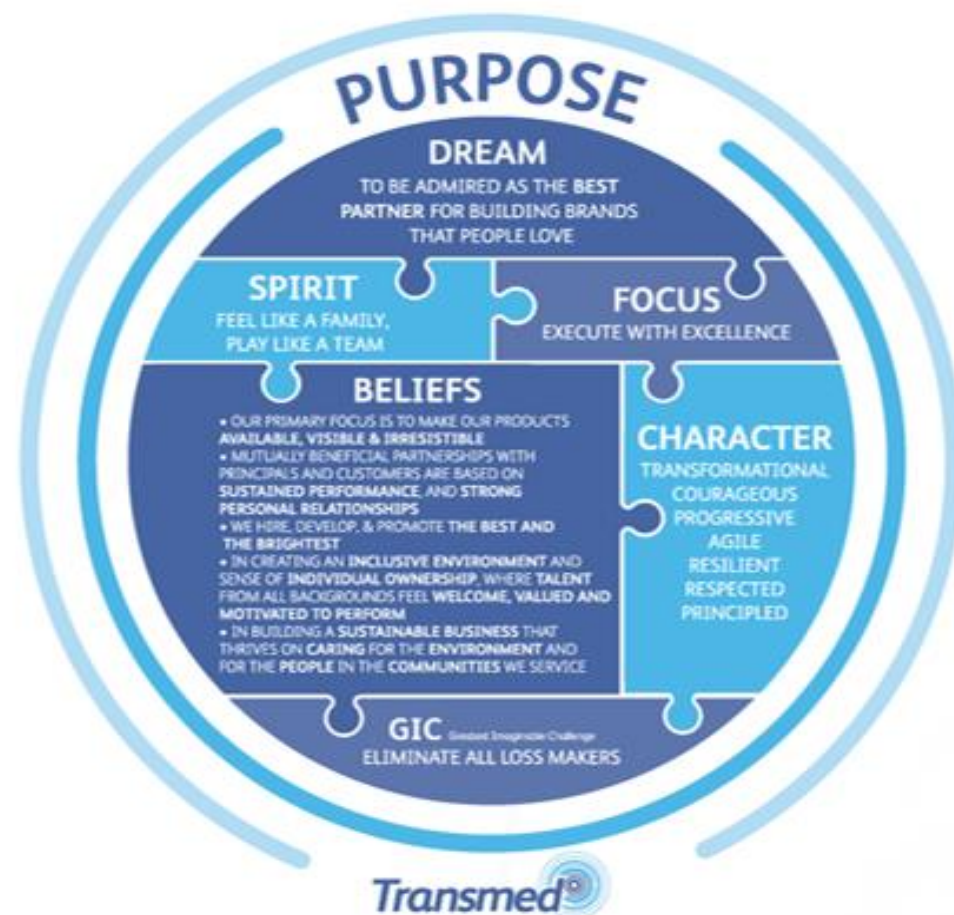 PURPOSE
DREAM
TO BE ADMIRED AS THE BEST
PARTNER FOR BUILDING BRANDS
THAT PEOPLE LOVE
SPIRIT
FEEL LIKE A FAMILY,
PLAY LIKE A TEAM
FOCUS
EXECUTE WITH EXCELLENCE
BELIEFS
• OUR PRIMARY FOCUS IS TO MAKE OUR PRODUCTS
AVAILABLE, VISIBLE & IRRESISTIBLE
• MUTUALLY BENEFICIAL PARTNERSHIPS WITH
PRINCIPALS AND CUSTOMERS ARE BASED ON
SUSTAINED PERFORMANCE, AND STRONG
PERSONAL RELATIONSHIPS
• WE HIRE, DEVELOP, & PROMOTE THE BEST AND
THE BRIGHTEST
• IN CREATING AN INCLUSIVE ENVIRONMENT AND
SENSE OF INDIVIDUAL OWNERSHIP, WHERE TALENT
FROM ALL BACKGROUNDS FEEL WELCOME, VALUED AND
MOTIVATED TO PERFORM
• IN BUILDING A SUSTAINABLE BUSINESS THAT
THRIVES ON CARING FOR THE ENVIRONMENT AND
FOR THE PEOPLE IN THE COMMUNITIES WE SERVICE
CHARACTER
TRANSFORMATIONAL
COURAGEOUS
PROGRESSIVE
AGILE
RESILIENT
RESPECTED
PRINCIPLED
GIC Greatest Imaginable Challenge
ELIMINATE ALL LOSS MAKERS
Transmed